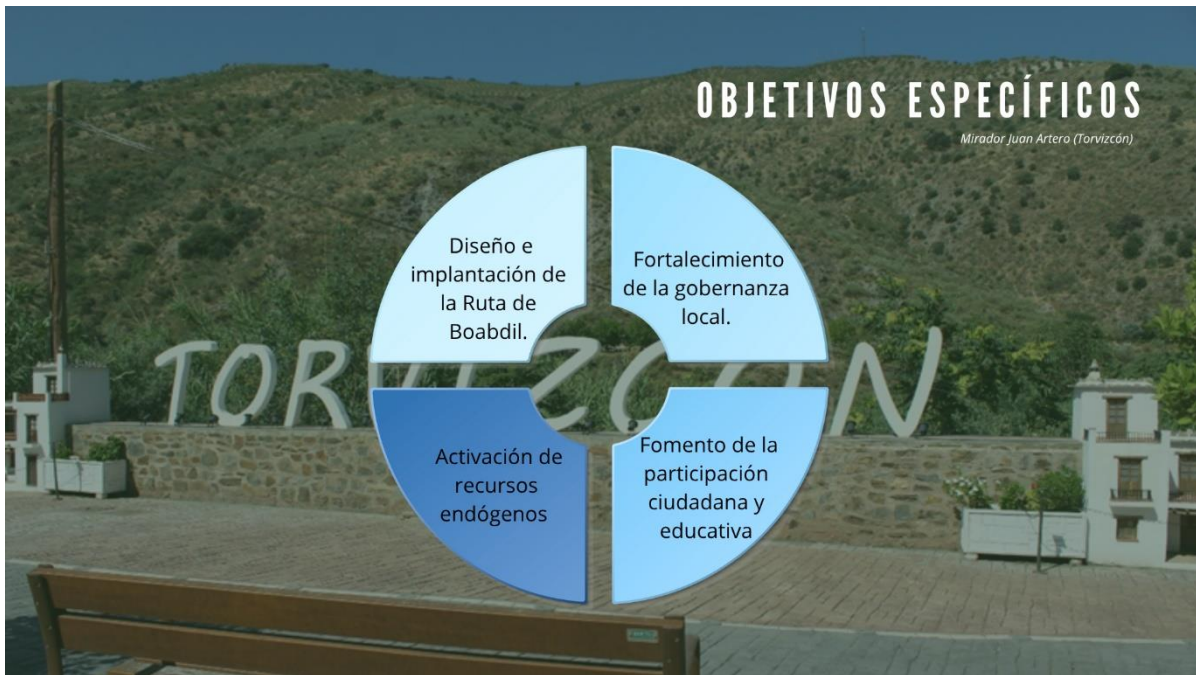 OBJETIVOS ESPECÍFICOS
Mirador Juan Artero (Torvizcón)
Diseño e
implantación de
la Ruta de
Boabdil.
Fortalecimiento
de la gobernanza
local.
TORVIZCÓN
Activación de
recursos
endógenos
Fomento de la
participación
ciudadana y
educativa